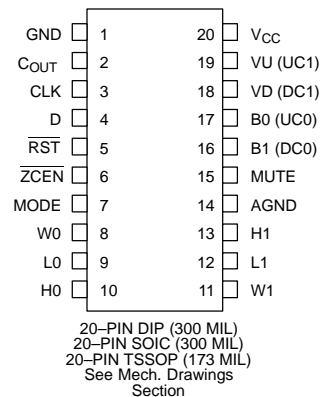 GND 1 20 VCC
COUT 2 19 VU (UC1)
CLK 3 18 VD (DC1)
D 4 17 B0 (UC0)
RST 5 16 B1 (DC0)
ZCEN 6 15 MUTE
MODE 7 14 AGND
W0 8 13 H1
L0 9 12 L1
H0 10 11 W1
20–PIN DIP (300 MIL)
20–PIN SOIC (300 MIL)
20–PIN TSSOP (173 MIL)
See Mech. Drawings
Section